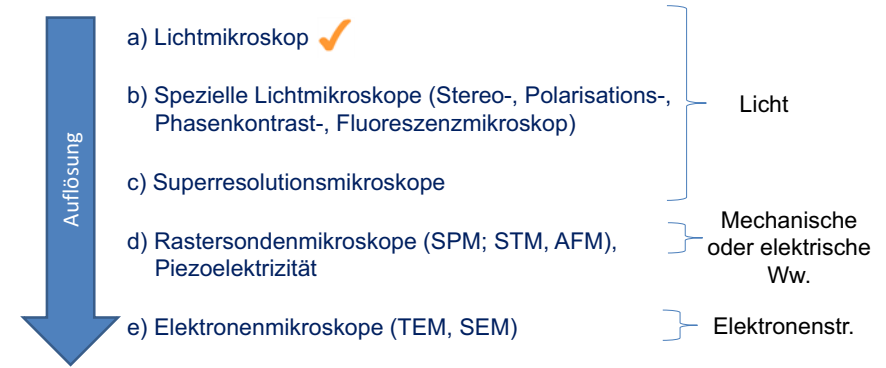 Auflösung
a) Lichtmikroskop
b) Spezielle Lichtmikroskope (Stereo-, Polarisations-,
Phasenkontrast-, Fluoreszenzmikroskop)
Licht
c) Superresolutionsmikroskope
d) Rastersondenmikroskope (SPM; STM, AFM),
Piezoelektrizität
Mechanische
oder elektrische
Ww.
e) Elektronenmikroskope (TEM, SEM)
Elektronenstr.